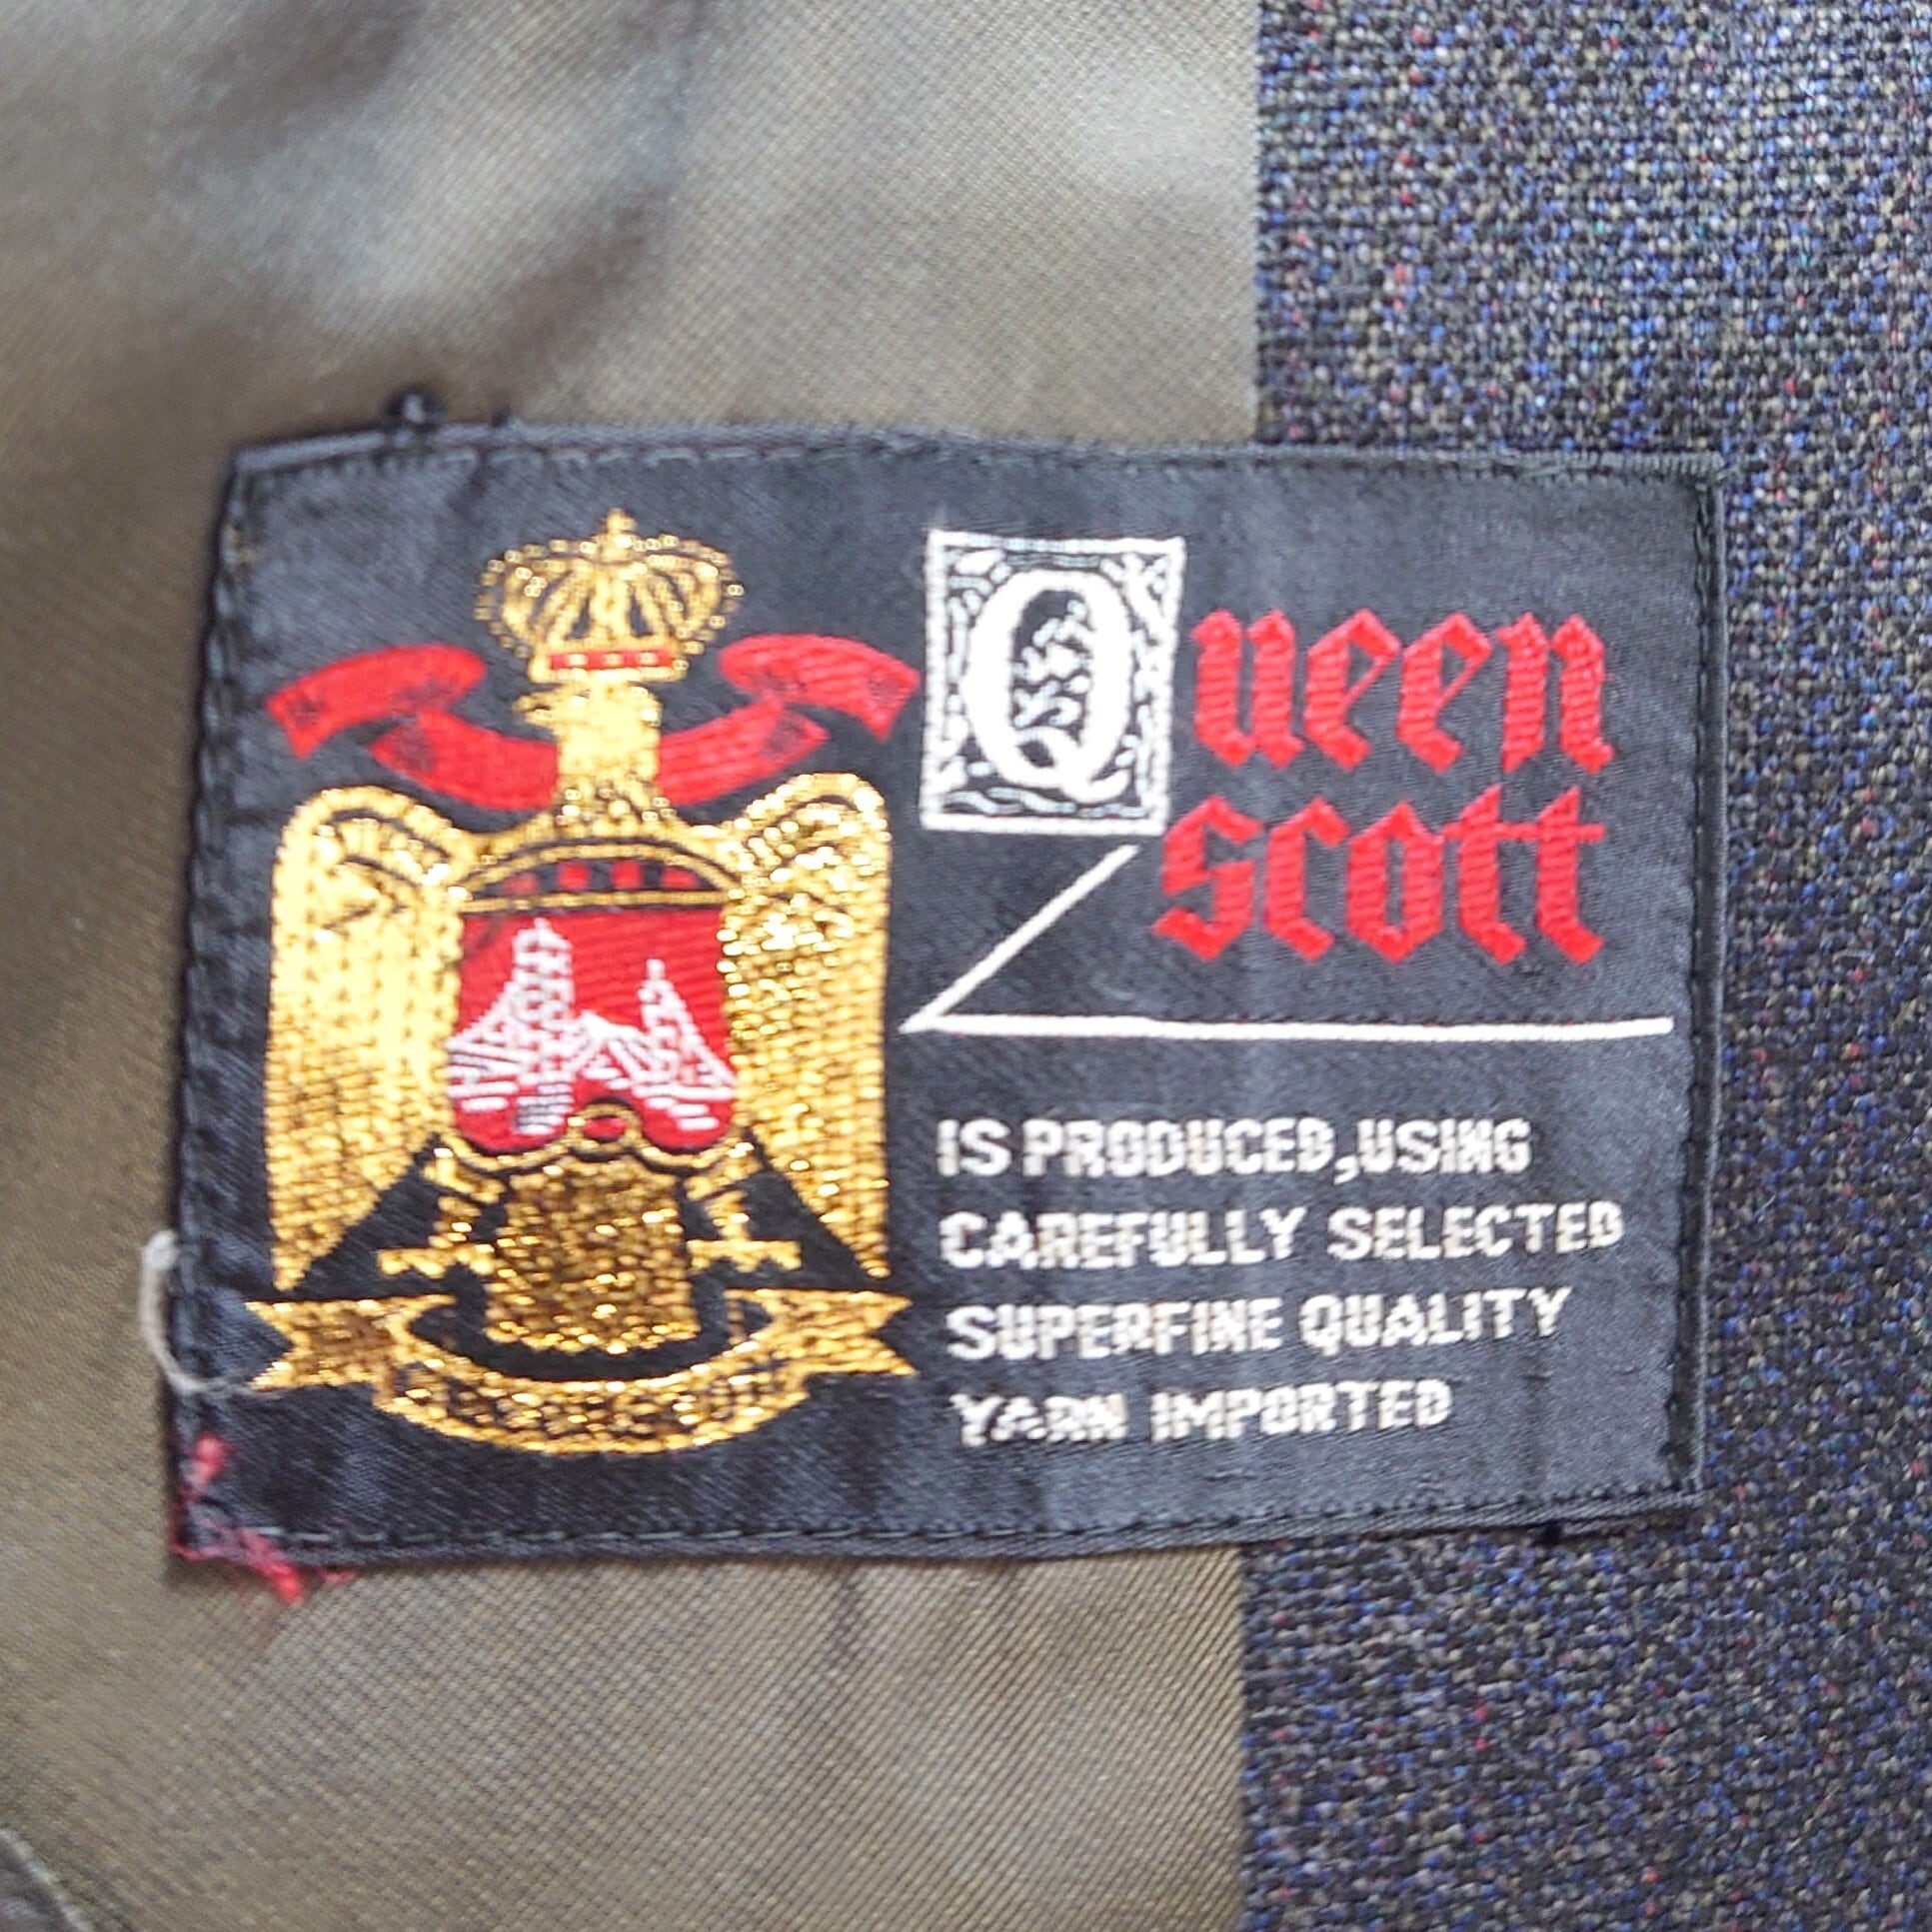 Queen
scott
IS PRODUCED,USING
CAREFULLY SELECTED
SUPERFINE QUALITY
YARN IMPORTED